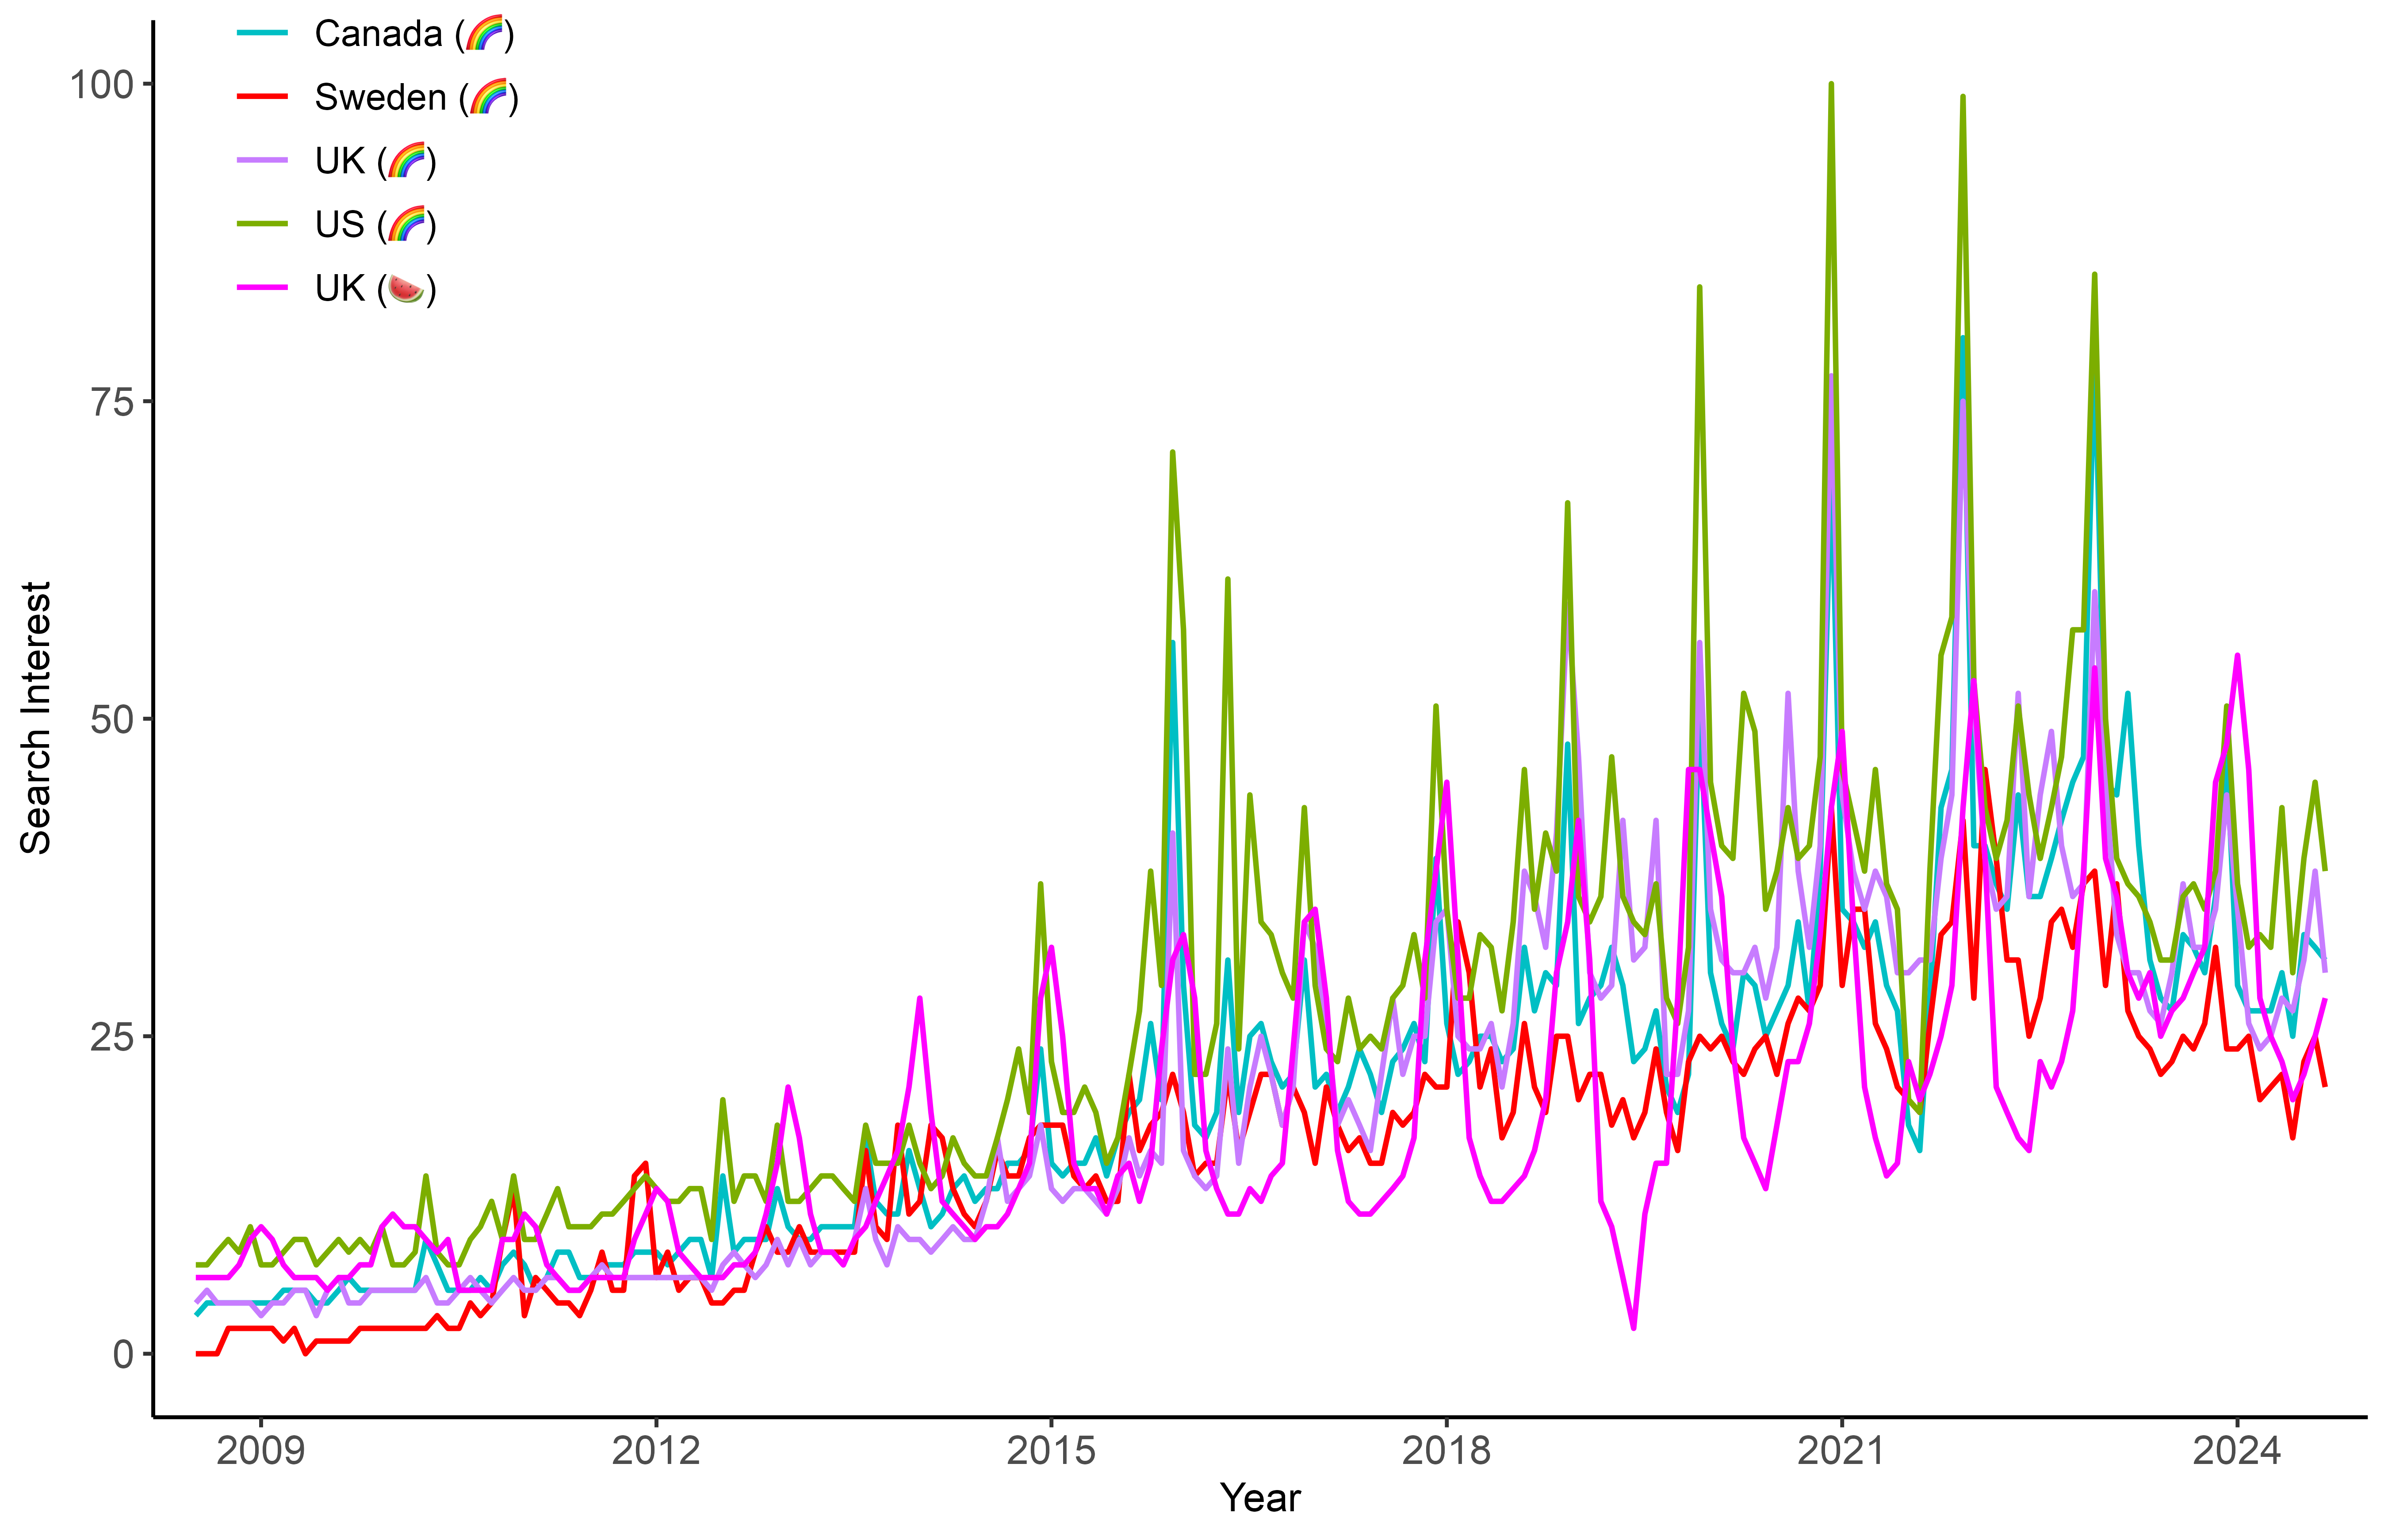 Canada (🌈)
Sweden (🌈)
UK (🌈)
US (🌈)
UK (🍉)
100
75
50
25
0
Search Interest
2009 2012 2015 2018 2021 2024
Year